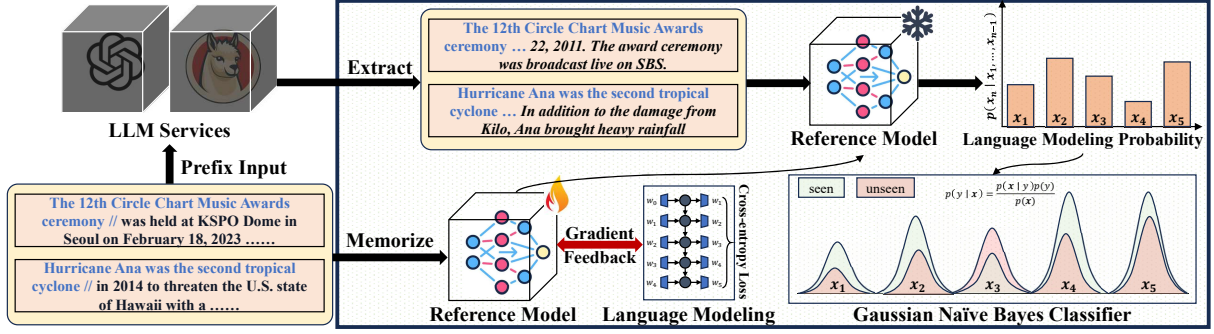 LLM Services
Prefix Input
The 12th Circle Chart Music Awards
ceremony // was held at KSPO Dome in
Seoul on February 18, 2023 ……
Hurricane Ana was the second tropical
cyclone // in 2014 to threaten the U.S. state
of Hawaii with a ……
Extract
The 12th Circle Chart Music Awards
ceremony … 22, 2011. The award ceremony
was broadcast live on SBS.
Hurricane Ana was the second tropical
cyclone … In addition to the damage from
Kilo, Ana brought heavy rainfall
Reference Model
p( xₙ | x₁, …, xₙ₋₁)
x₁ x₂ x₃ x₄ x₅
Language Modeling Probability
Memorize
Reference Model
Gradient
Feedback
w₀ w₁
w₁ w₂
w₂ w₃
w₃ w₄
w₄ w₅
Cross-entropy Loss
Language Modeling
seen unseen
p(y | x) = p(x | y)p(y) / p(x)
x₁ x₂ x₃ x₄ x₅
Gaussian Naïve Bayes Classifier